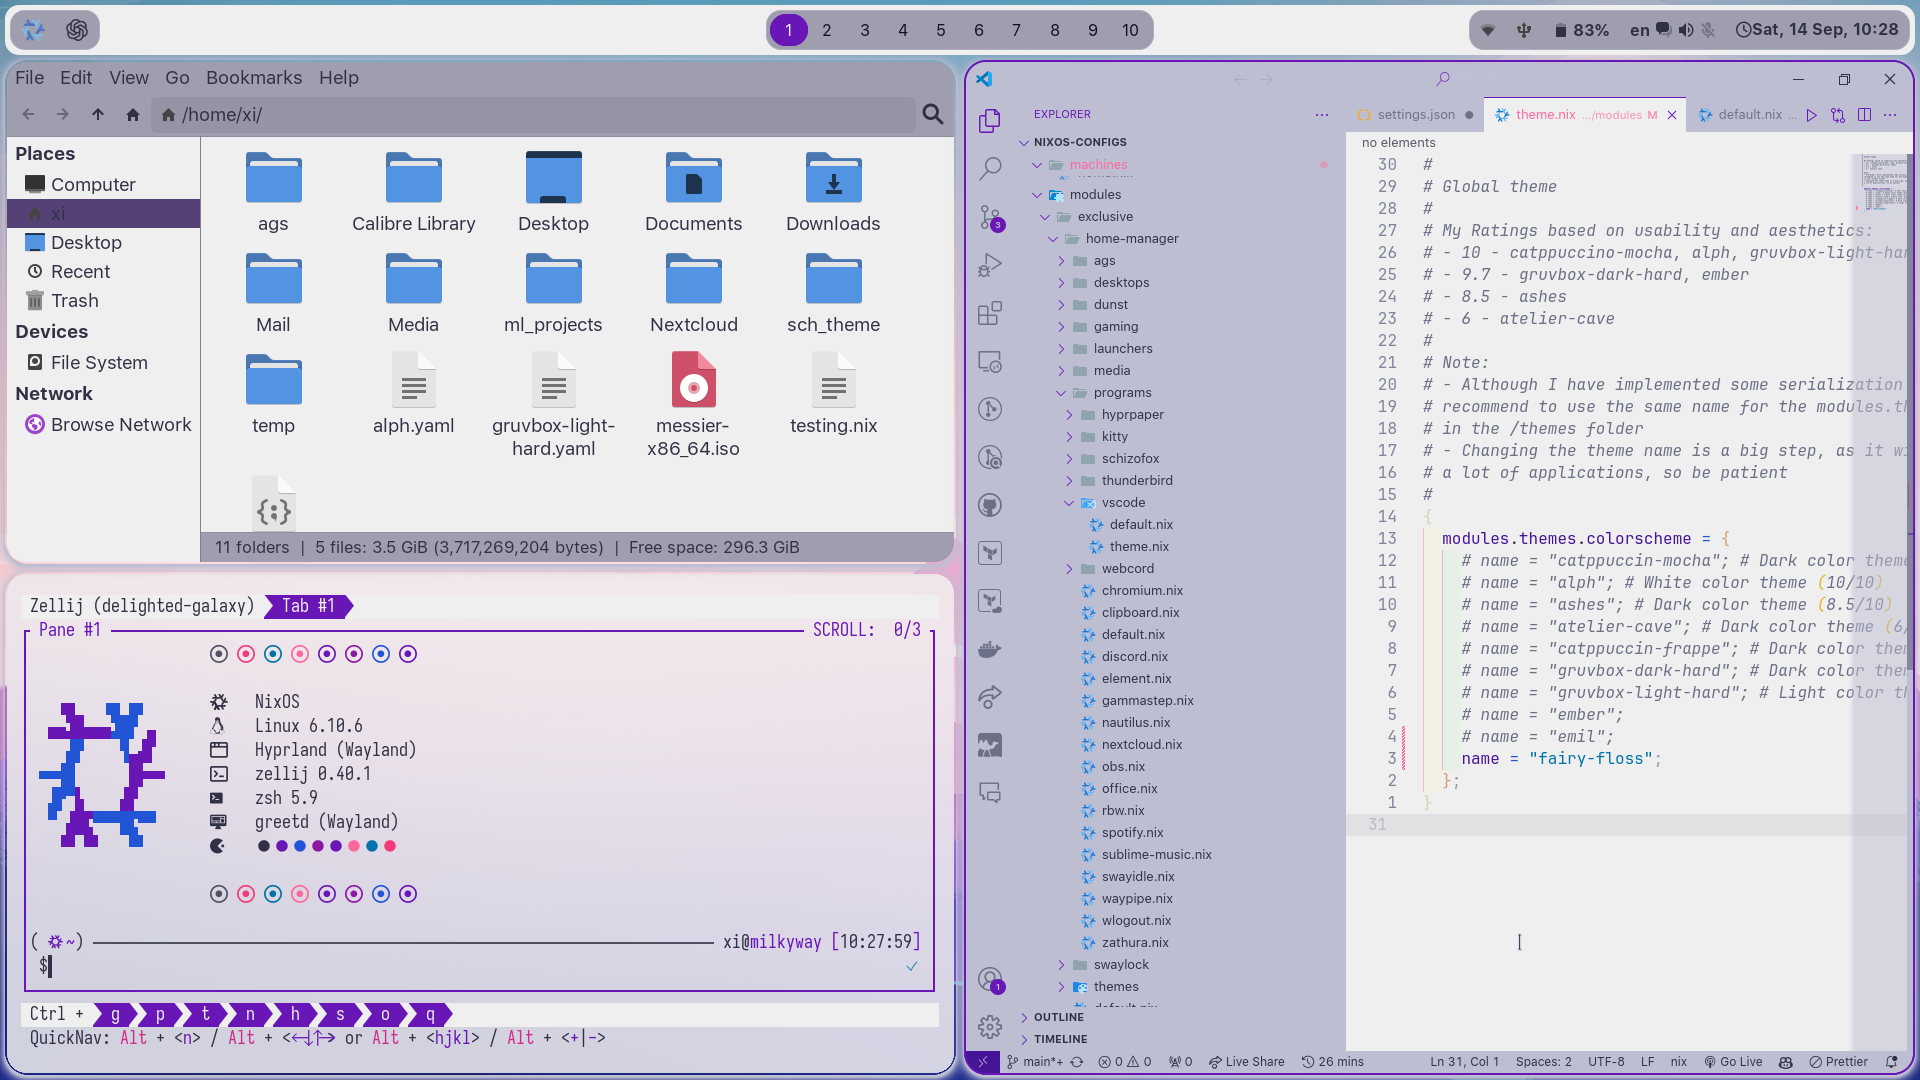 1 2 3 4 5 6 7 8 9 10
83% en Sat, 14 Sep, 10:28
File Edit View Go Bookmarks Help
/home/xi/
Places
Computer
xi
Desktop
Recent
Trash
Devices
File System
Network
Browse Network
ags Calibre Library Desktop Documents Downloads
Mail Media ml_projects Nextcloud sch_theme
temp alph.yaml gruvbox-light-hard.yaml messier-x86_64.iso testing.nix
11 folders | 5 files: 3.5 GiB (3,717,269,204 bytes) | Free space: 296.3 GiB
Zellij (delighted-galaxy) Tab #1
Pane #1 SCROLL: 0/3
NixOS
Linux 6.10.6
Hyprland (Wayland)
zellij 0.40.1
zsh 5.9
greetd (Wayland)
( ~) xi@milkyway [10:27:59]
$
Ctrl + g p t n h s o q
QuickNav: Alt + <n> / Alt + <←↓↑→> or Alt + <hjkl> / Alt + <+|->
EXPLORER ···
NIXOS-CONFIGS
machines
modules
exclusive
home-manager
ags
desktops
dunst
gaming
launchers
media
programs
hyprpaper
kitty
schizofox
thunderbird
vscode
default.nix
theme.nix
webcord
chromium.nix
clipboard.nix
default.nix
discord.nix
element.nix
gammastep.nix
nautilus.nix
nextcloud.nix
obs.nix
office.nix
rbw.nix
spotify.nix
sublime-music.nix
swayidle.nix
waypipe.nix
wlogout.nix
zathura.nix
swaylock
themes
OUTLINE
TIMELINE
3
1
settings.json theme.nix .../modules M default.nix ...
no elements
30 #
29 # Global theme
28 #
27 # My Ratings based on usability and aesthetics:
26 # - 10 - catppuccino-mocha, alph, gruvbox-light-har
25 # - 9.7 - gruvbox-dark-hard, ember
24 # - 8.5 - ashes
23 # - 6 - atelier-cave
22 #
21 # Note:
20 # - Although I have implemented some serialization
19 # recommend to use the same name for the modules.th
18 # in the /themes folder
17 # - Changing the theme name is a big step, as it wi
16 # a lot of applications, so be patient
15 #
14 {
13 modules.themes.colorscheme = {
12 # name = "catppuccin-mocha"; # Dark color theme
11 # name = "alph"; # White color theme (10/10)
10 # name = "ashes"; # Dark color theme (8.5/10)
9 # name = "atelier-cave"; # Dark color theme (6/
8 # name = "catppuccin-frappe"; # Dark color them
7 # name = "gruvbox-dark-hard"; # Dark color them
6 # name = "gruvbox-light-hard"; # Light color th
5 # name = "ember";
4 # name = "emil";
3 name = "fairy-floss";
2 };
1 }
31
main*+ 0 0 0 Live Share 26 mins Ln 31, Col 1 Spaces: 2 UTF-8 LF nix Go Live Prettier